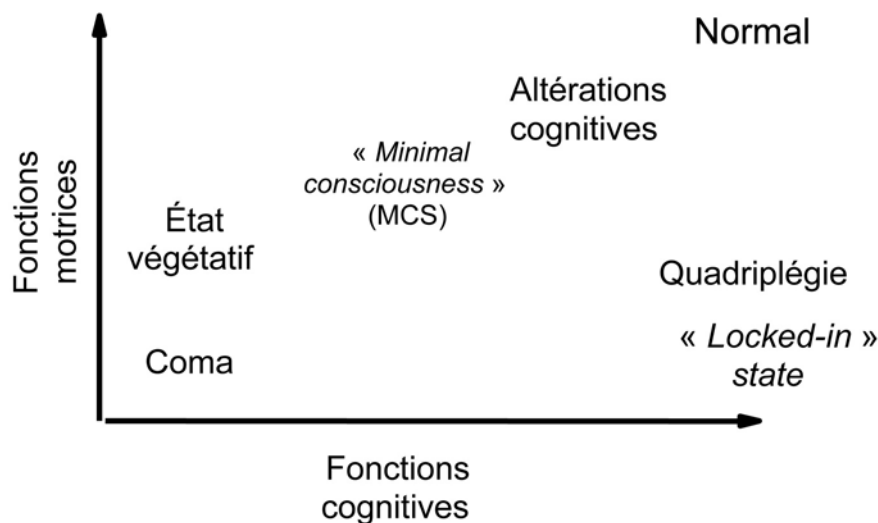 Normal
Altérations
cognitives
« Minimal
consciousness »
(MCS)
Fonctions
motrices
État
végétatif
Quadriplégie
« Locked-in »
state
Coma
Fonctions
cognitives